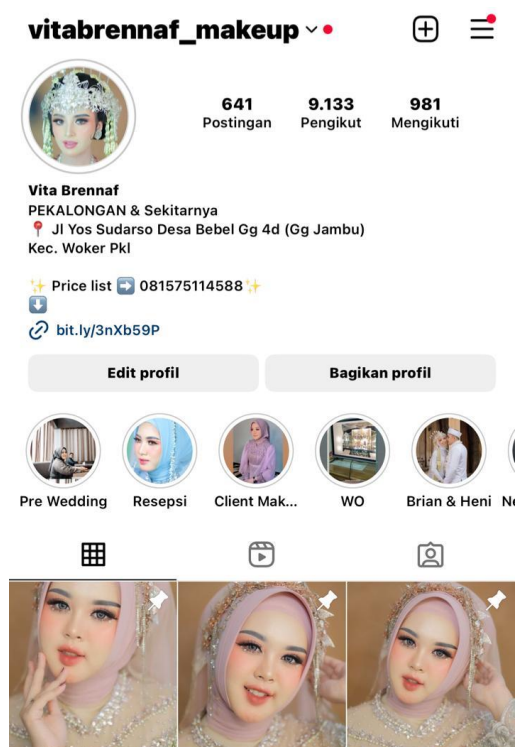 vitabrennaf_makeup
641 9.133 981
Postingan Pengikut Mengikuti
Vita Brennaf
PEKALONGAN & Sekitarnya
Jl Yos Sudarso Desa Bebel Gg 4d (Gg Jambu)
Kec. Woker Pkl
Price list 081575114588
bit.ly/3nXb59P
Edit profil Bagikan profil
Pre Wedding Resepsi Client Mak... WO Brian & Heni